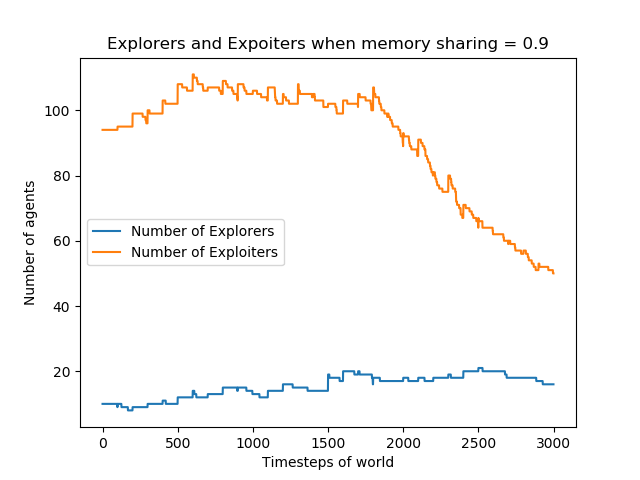 Explorers and Expoiters when memory sharing = 0.9
Number of agents
100
80
60
40
20
Number of Explorers
Number of Exploiters
0 500 1000 1500 2000 2500 3000
Timesteps of world